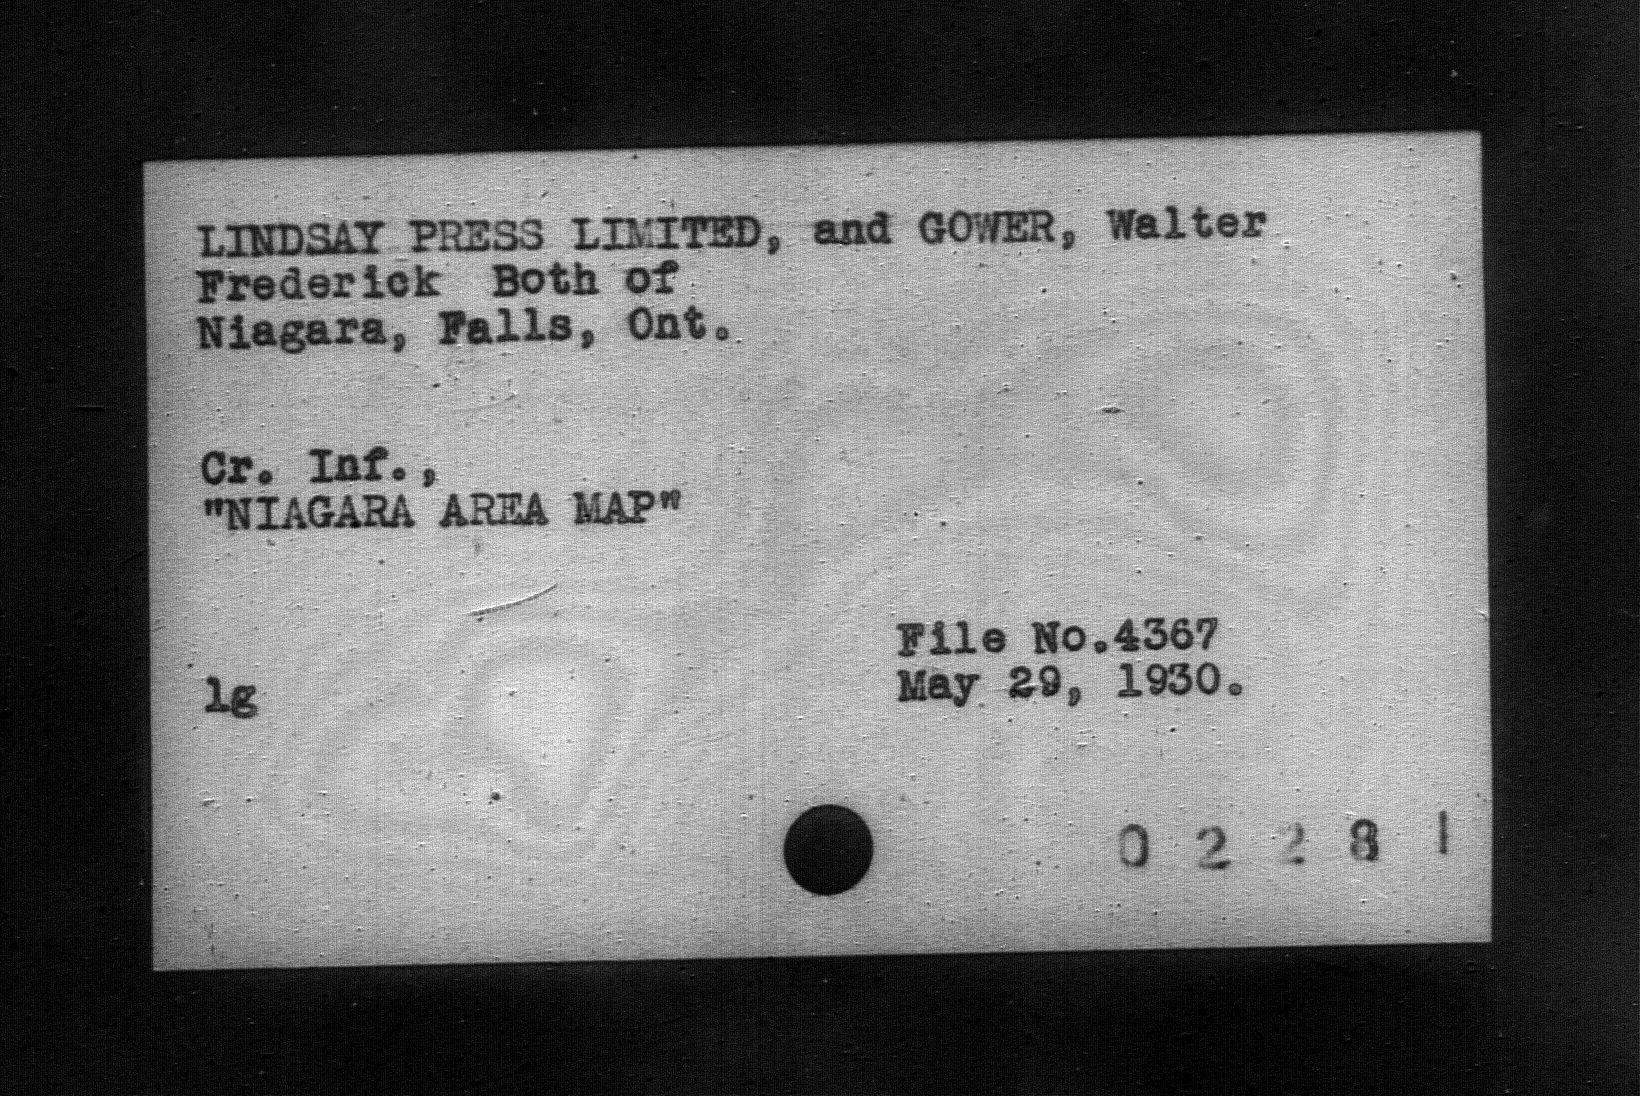 LINDSAY PRESS LIMITED, and GOWER, Walter
Frederick Both of
Niagara, Falls, Ont.
Cr. Inf.,
"NIAGARA AREA MAP"
File No.4367
lg
May 29, 1930.
0 2 2 8 1